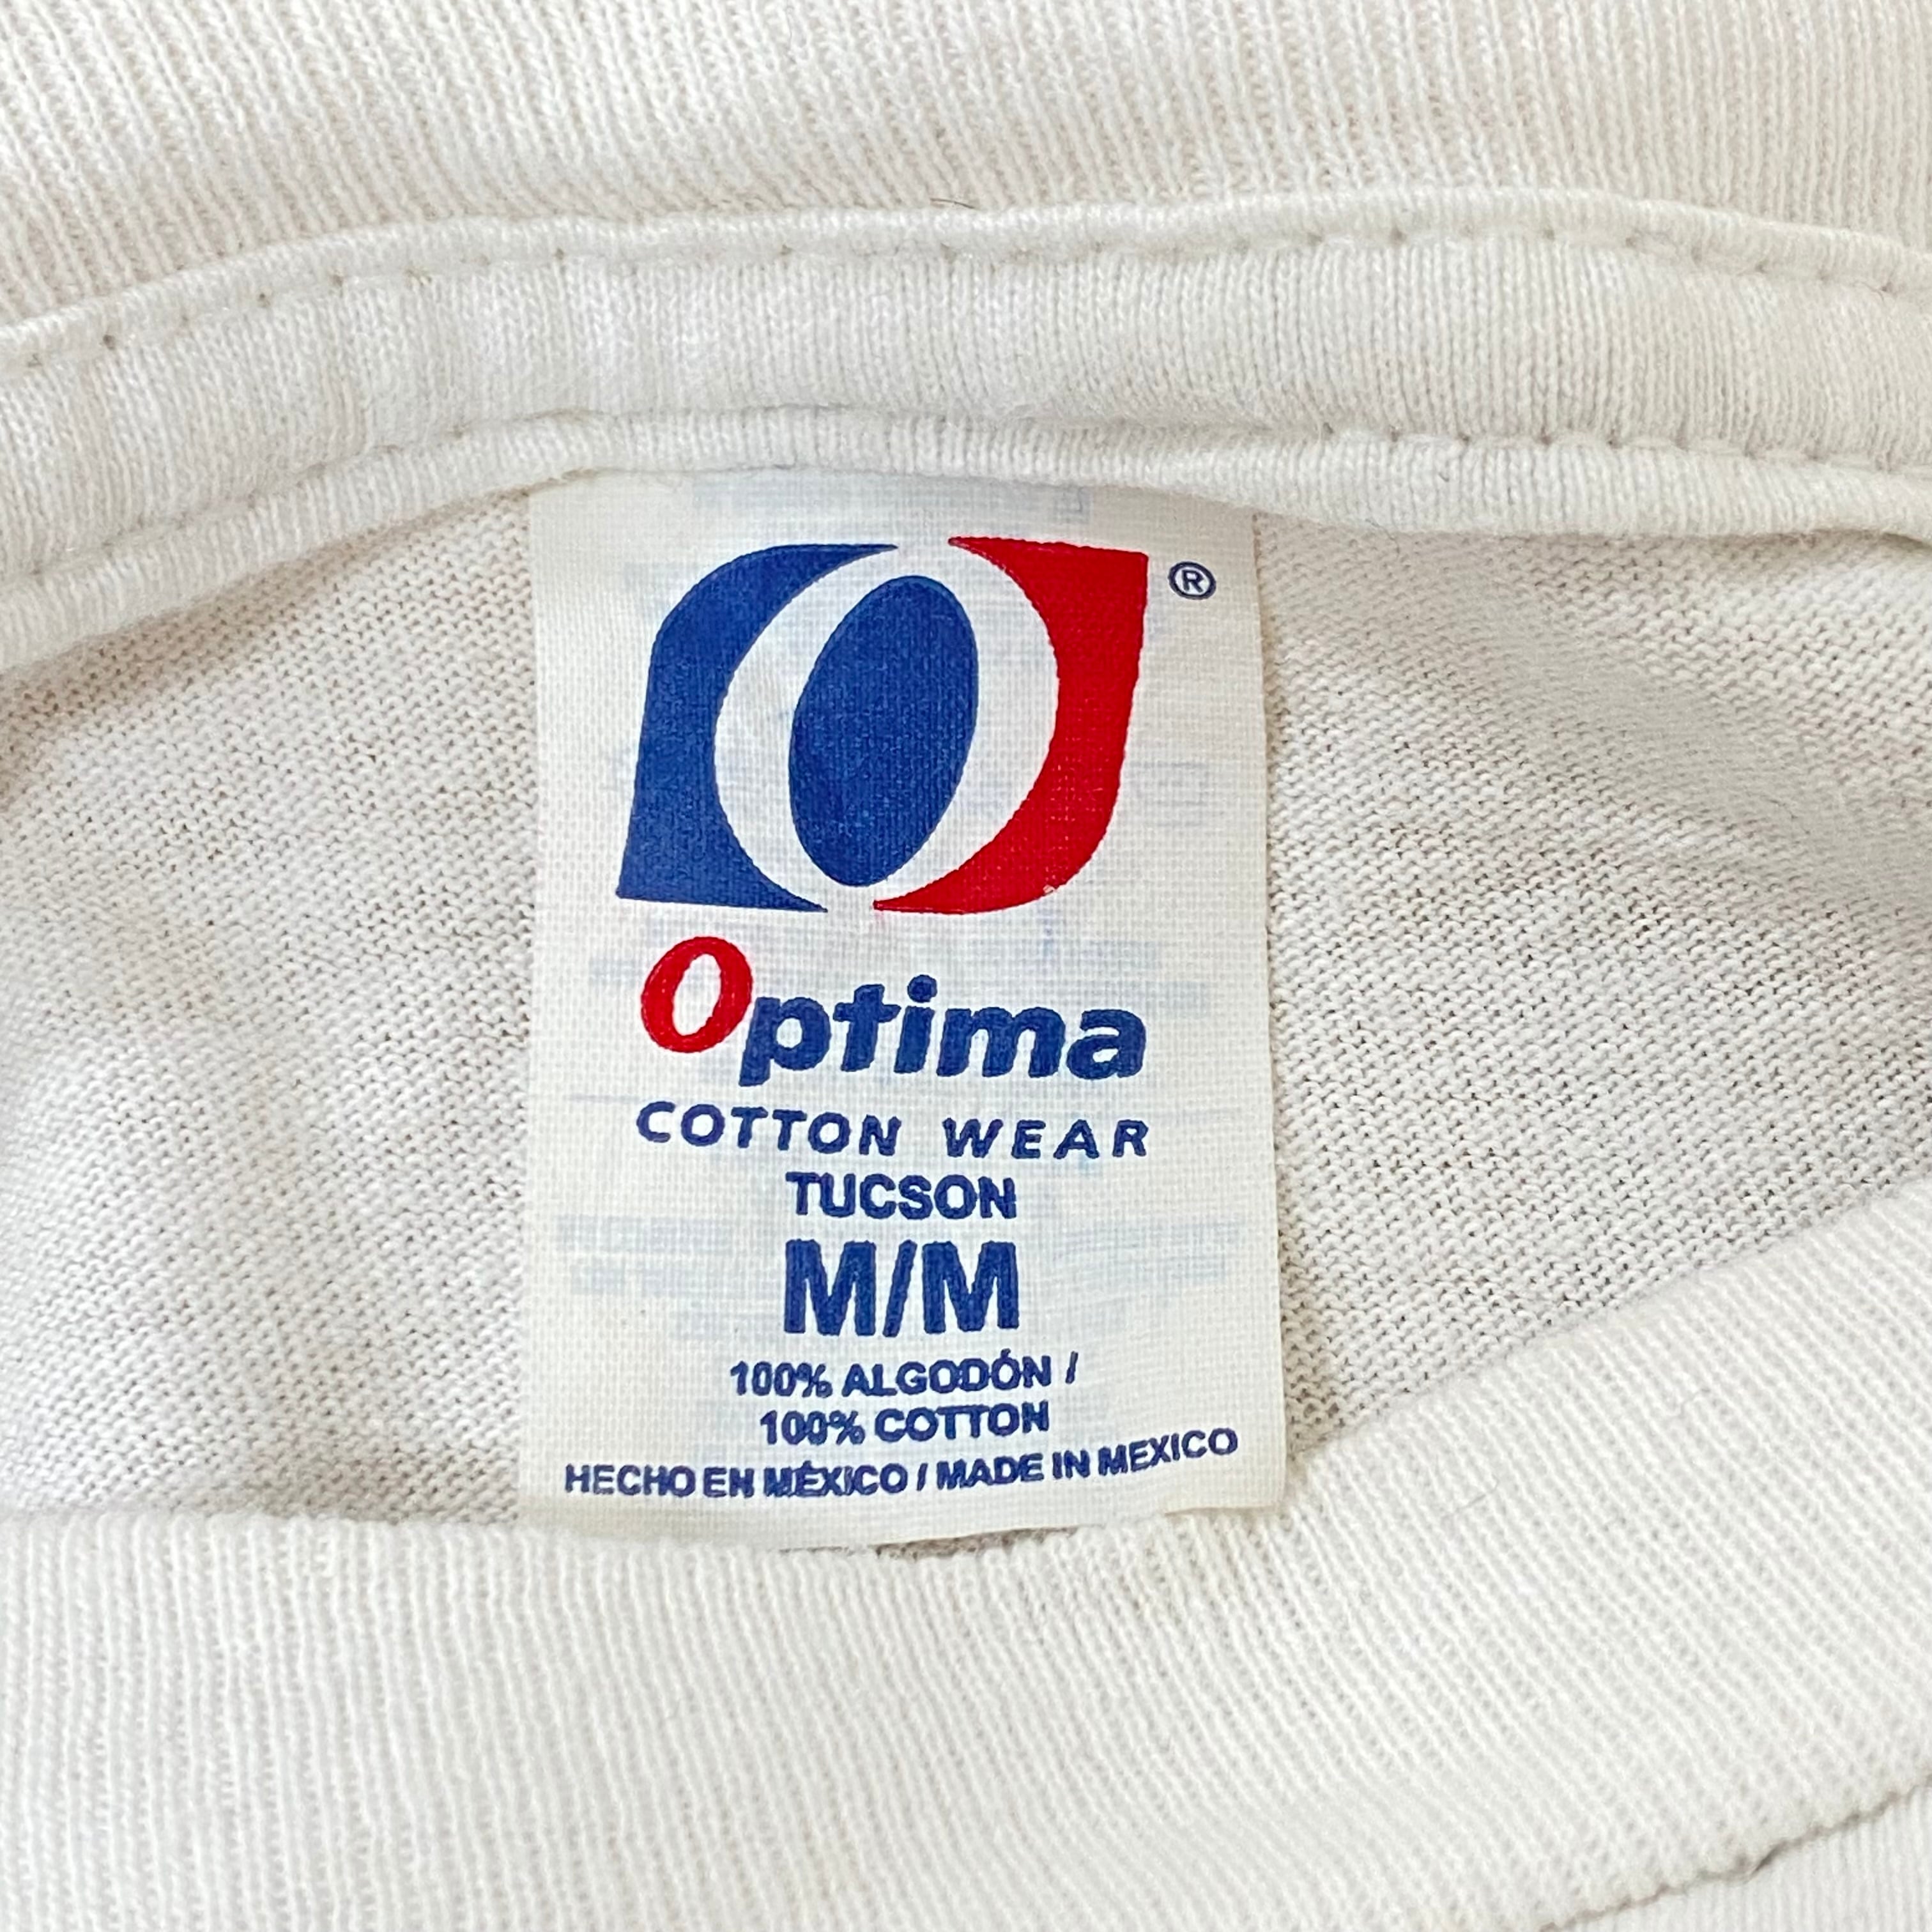 ®
Optima
COTTON WEAR
TUCSON
M/M
100% ALGODÓN /
100% COTTON
HECHO EN MÉXICO / MADE IN MEXICO